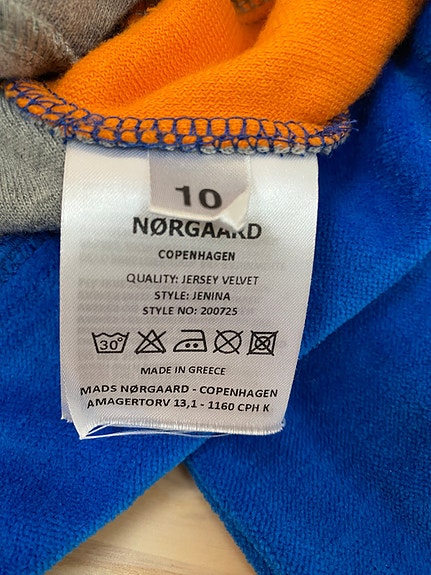 10
NØRGAARD
COPENHAGEN
QUALITY: JERSEY VELVET
STYLE: JENINA
STYLE NO: 200725
30°
MADE IN GREECE
MADS NØRGAARD - COPENHAGEN
AMAGERTORV 13,1 - 1160 CPH K